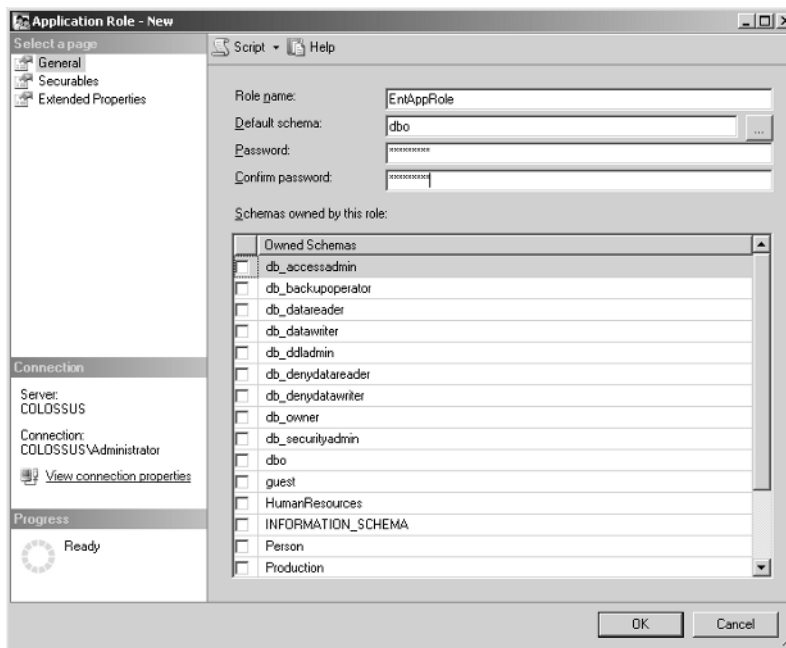 Application Role - New
Select a page
General
Securables
Extended Properties
Script
Help
Role name:
EntAppRole
Default schema:
dbo
...
Password:
*********
Confirm password:
*********
Schemas owned by this role:
Owned Schemas
db_accessadmin
db_backupoperator
db_datareader
db_datawriter
db_ddladmin
db_denydatareader
db_denydatawriter
db_owner
db_securityadmin
dbo
guest
HumanResources
INFORMATION_SCHEMA
Person
Production
Connection
Server:
COLOSSUS
Connection:
COLOSSUS\Administrator
View connection properties
Progress
Ready
OK
Cancel